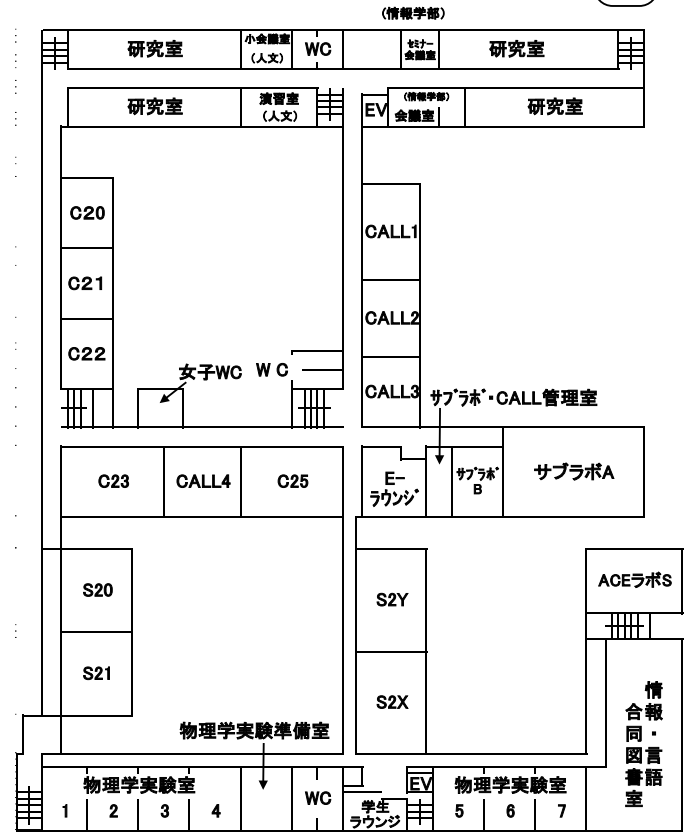 (情報学部)
研究室
小会議室
(人文)
WC
セミナー
会議室
研究室
研究室
演習室
(人文)
EV
(情報学部)
会議室
研究室
C20
CALL1
C21
CALL2
C22
女子WC
WC
CALL3
サブラボ・CALL管理室
C23
CALL4
C25
E-
ラウンジ
サブラボ
B
サブラボA
S20
S2Y
ACEラボS
S21
S2X
情報・言語
合同図書室
物理学実験準備室
物理学実験室
1
2
3
4
WC
学生
ラウンジ
EV
物理学実験室
5
6
7